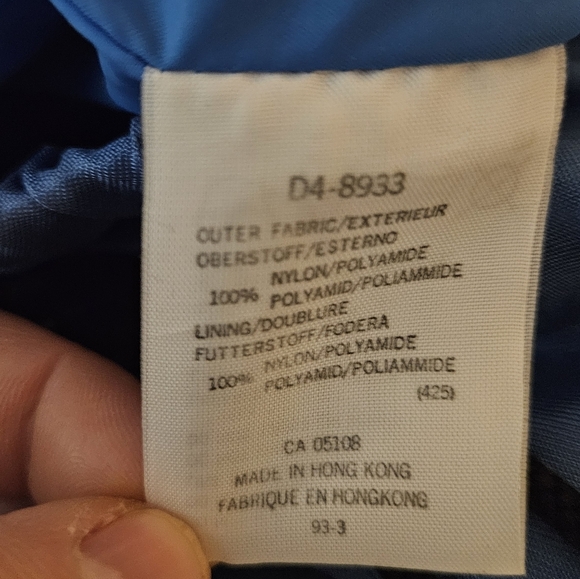 D4-8933
OUTER FABRIC/EXTERIEUR
OBERSTOFF/ESTERNO
100% NYLON/POLYAMIDE
POLYAMID/POLIAMMIDE
LINING/DOUBLURE
FUTTERSTOFF/FODERA
100% NYLON/POLYAMIDE
POLYAMID/POLIAMMIDE
(425)
CA 05108
MADE IN HONG KONG
FABRIQUE EN HONGKONG
93-3